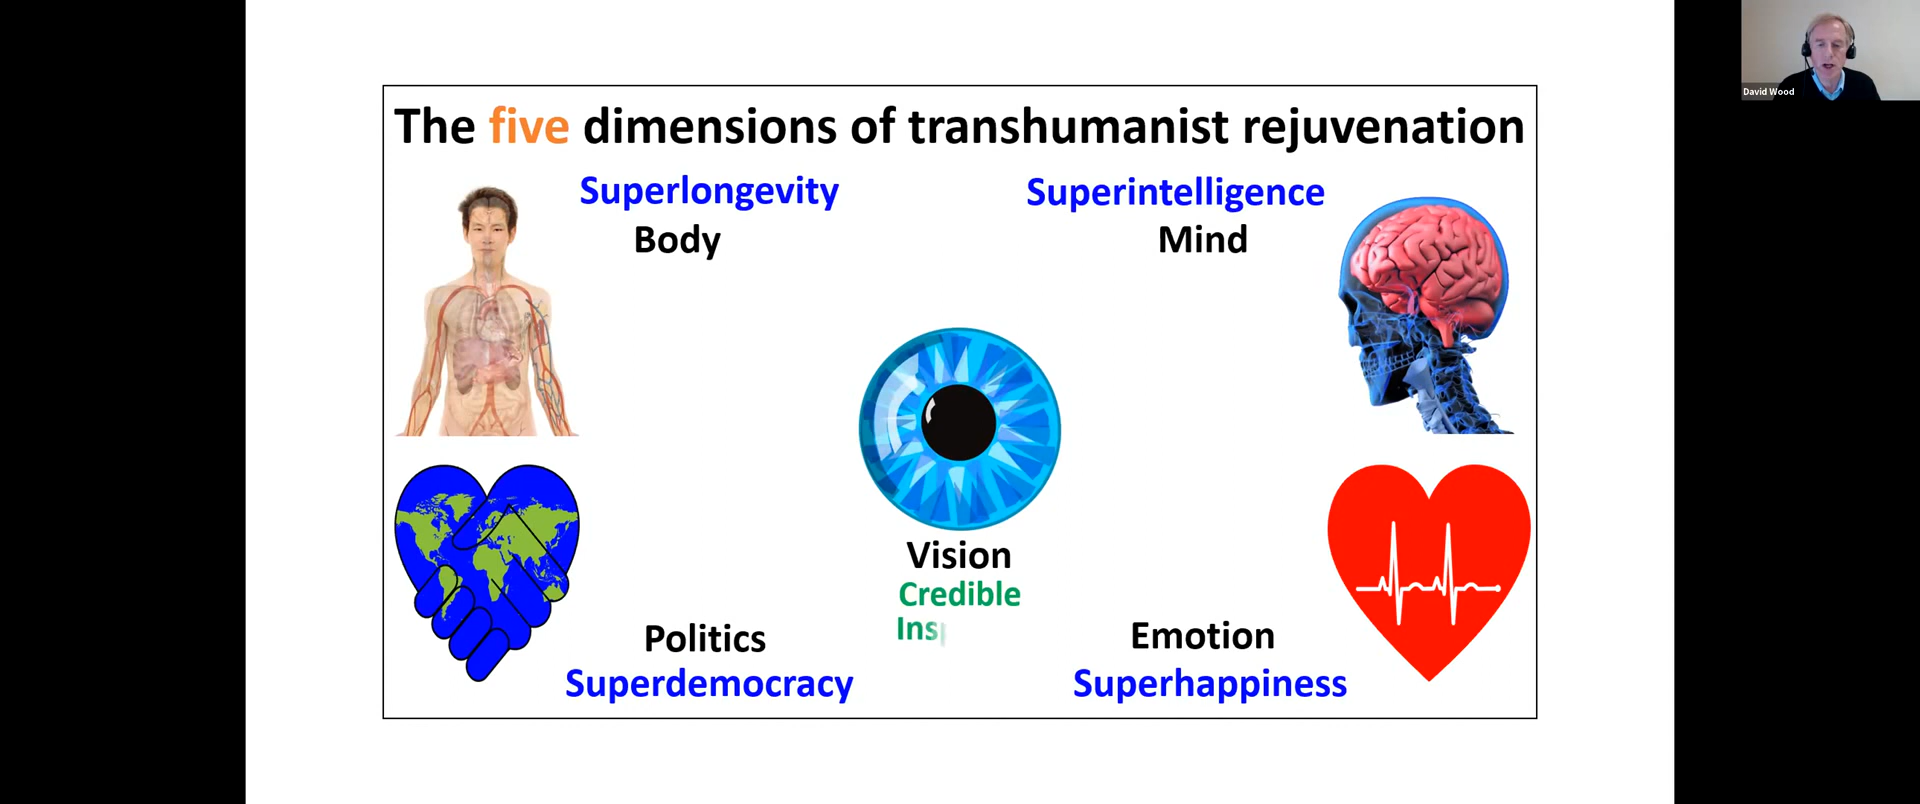 The five dimensions of transhumanist rejuvenation
Superlongevity
Body
Superintelligence
Mind
Vision
Credible
Politics
Superdemocracy
Emotion
Superhappiness
David Wood